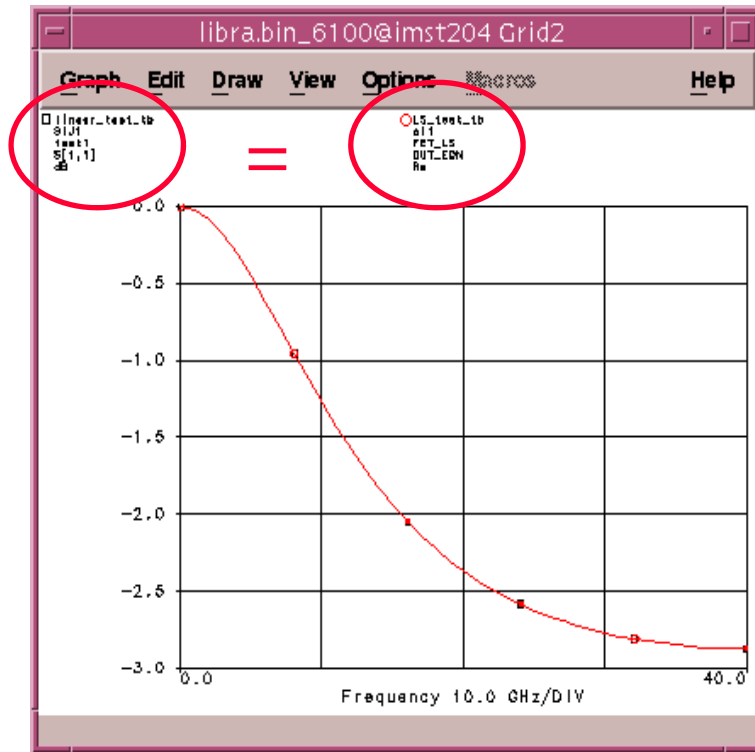 libra.bin_6100@imst204 Grid2
Graph Edit Draw View Options Macros Help
linear_test_tb
SIJ1
test1
S[1,1]
dB
=
LS_test_tb
FET_LS
OUT_EQN
Re
0.0
-0.5
-1.0
-1.5
-2.0
-2.5
-3.0
0.0 40.0
Frequency 10.0 GHz/DIV